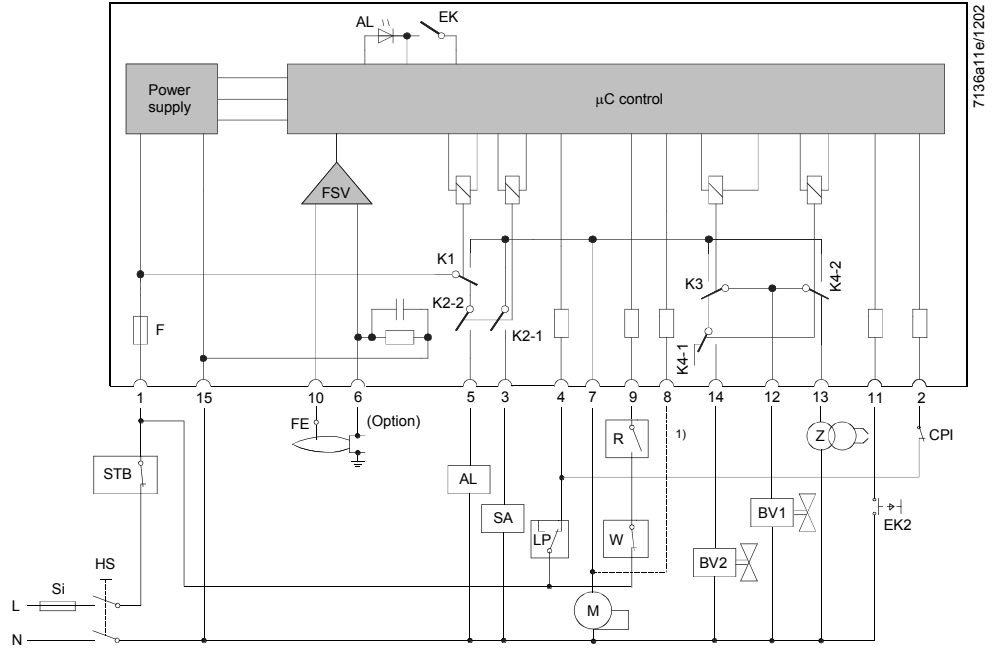 7136a11e/1202
AL
EK
Power
supply
µC control
FSV
K1
K2-2
K2-1
K3
K4-2
K4-1
F
1
15
10
6
5
3
4
7
9
8
14
12
13
11
2
FE
(Option)
R
1)
Z
CPI
STB
AL
SA
LP
W
BV1
EK2
BV2
HS
Si
L
M
N